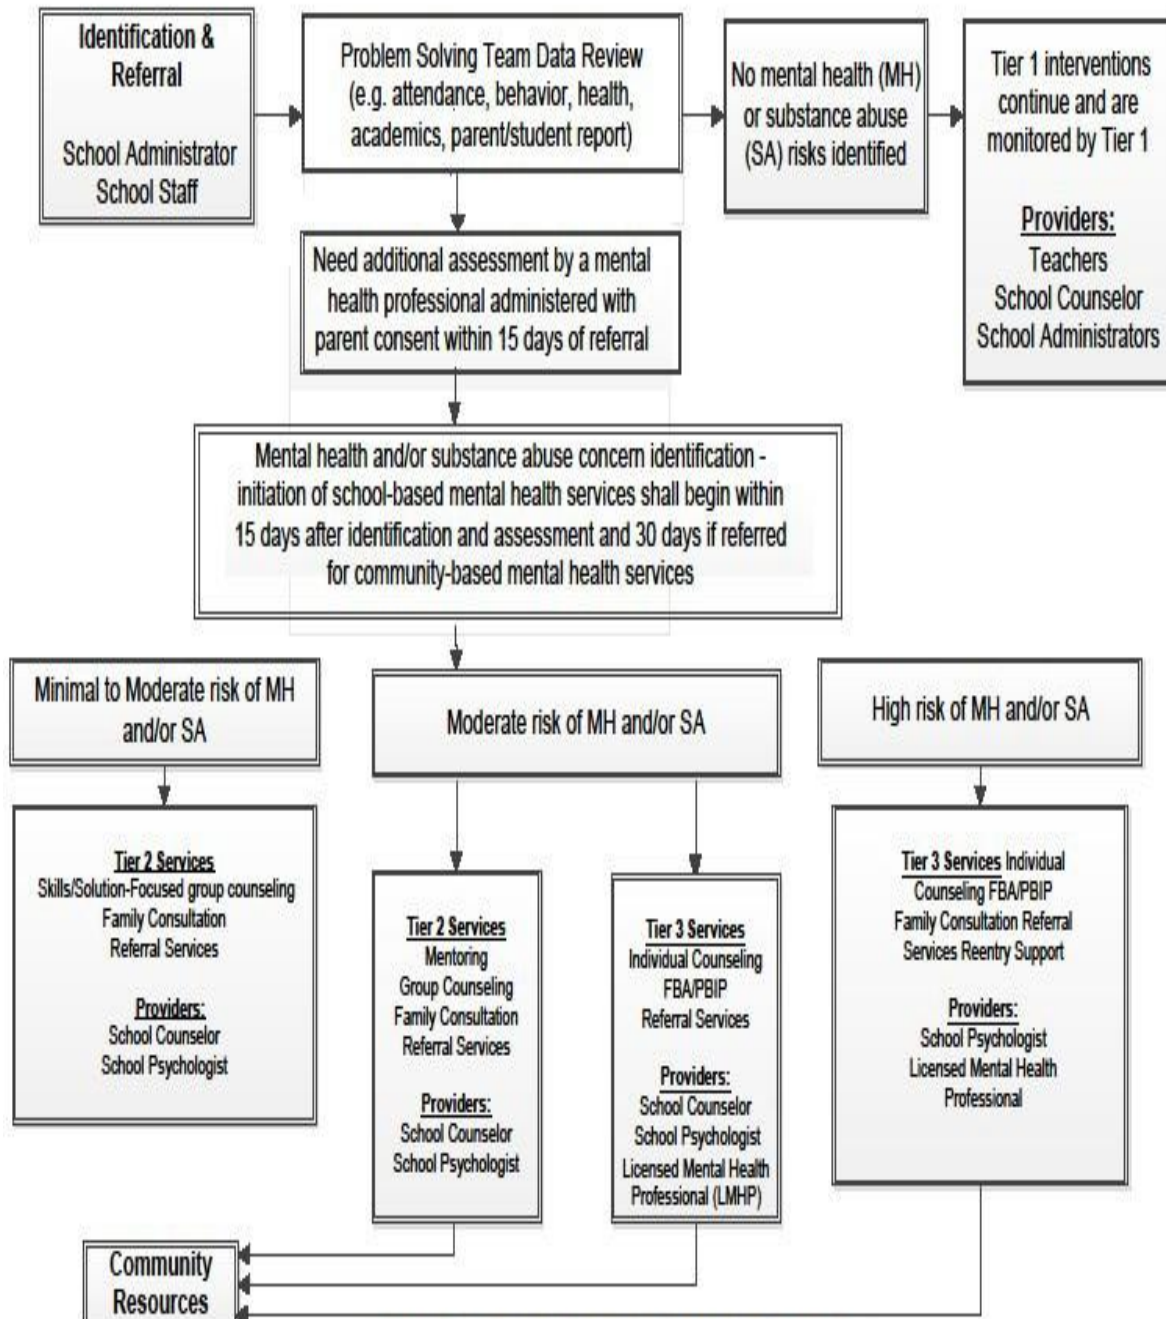 Identification &
Referral
School Administrator
School Staff
Problem Solving Team Data Review
(e.g. attendance, behavior, health,
academics, parent/student report)
No mental health (MH)
or substance abuse
(SA) risks identified
Tier 1 interventions
continue and are
monitored by Tier 1
Providers:
Teachers
School Counselor
School Administrators
Need additional assessment by a mental
health professional administered with
parent consent within 15 days of referral
Mental health and/or substance abuse concern identification -
initiation of school-based mental health services shall begin within
15 days after identification and assessment and 30 days if referred
for community-based mental health services
Minimal to Moderate risk of MH
and/or SA
Moderate risk of MH and/or SA
High risk of MH and/or SA
Tier 2 Services
Skills/Solution-Focused group counseling
Family Consultation
Referral Services
Providers:
School Counselor
School Psychologist
Tier 2 Services
Mentoring
Group Counseling
Family Consultation
Referral Services
Providers:
School Counselor
School Psychologist
Tier 3 Services
Individual Counseling
FBA/PBIP
Referral Services
Providers:
School Counselor
School Psychologist
Licensed Mental Health
Professional (LMHP)
Tier 3 Services Individual
Counseling FBA/PBIP
Family Consultation Referral
Services Reentry Support
Providers:
School Psychologist
Licensed Mental Health
Professional
Community
Resources